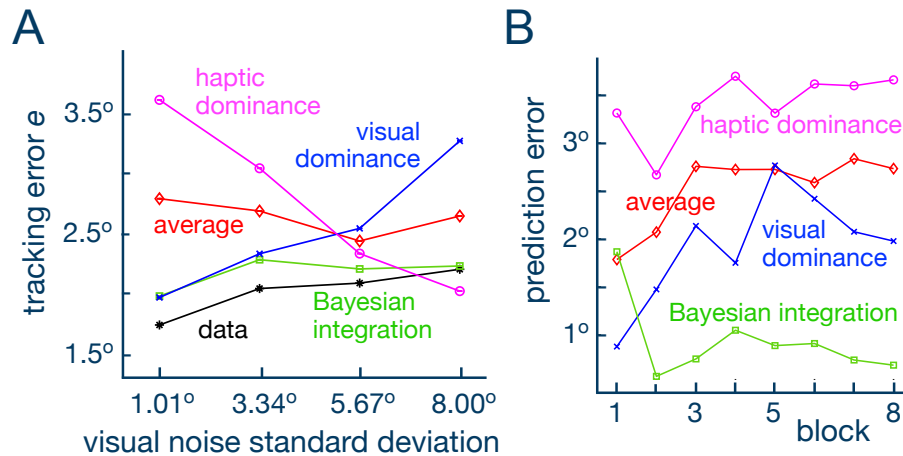 A
tracking error e
3.5º
2.5º
1.5º
haptic
dominance
visual
dominance
average
data
Bayesian
integration
1.01º 3.34º 5.67º 8.00º
visual noise standard deviation
B
prediction error
3º
2º
1º
haptic dominance
average
visual
dominance
Bayesian integration
1 3 5 8
block